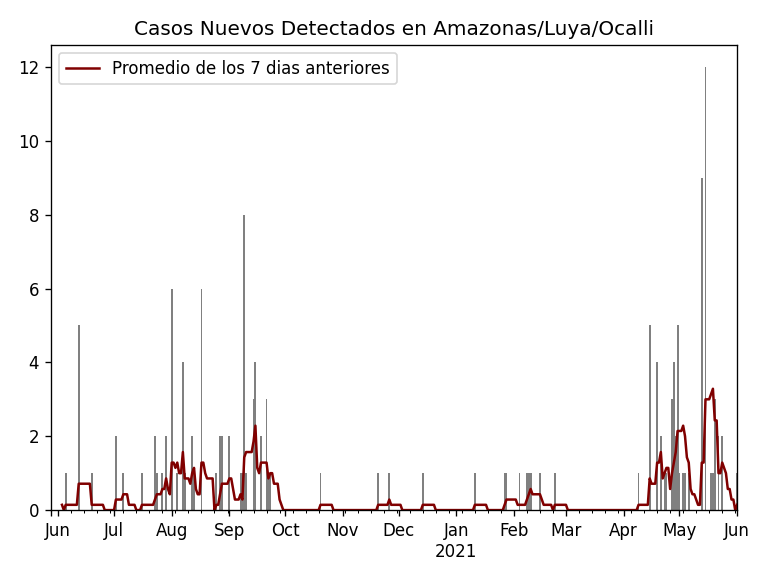 Casos Nuevos Detectados en Amazonas/Luya/Ocalli
Promedio de los 7 dias anteriores
12
10
8
6
4
2
0
Jun Jul Aug Sep Oct Nov Dec Jan Feb Mar Apr May Jun
2021